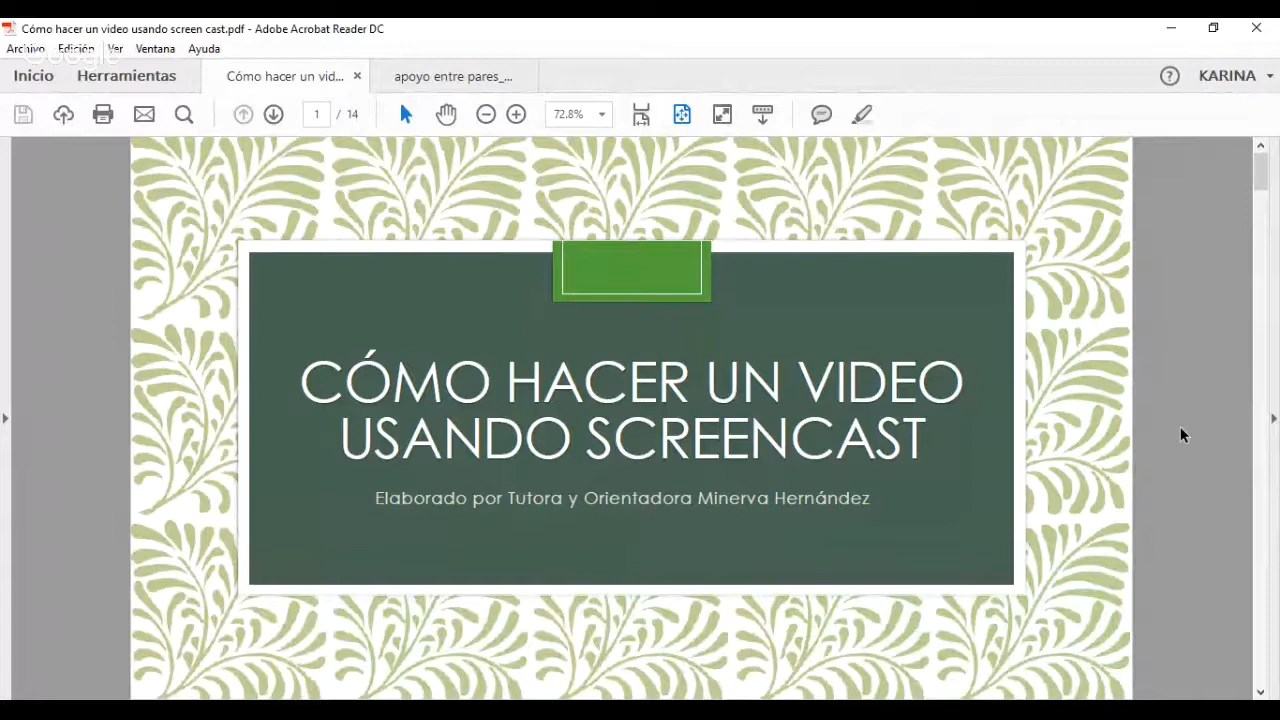 Cómo hacer un video usando screen cast.pdf - Adobe Acrobat Reader DC
Archivo Edición Ver Ventana Ayuda
Google
Inicio Herramientas Cómo hacer un vid... × apoyo entre pares_... ? KARINA
1 / 14 72.8%
CÓMO HACER UN VIDEO
USANDO SCREENCAST
Elaborado por Tutora y Orientadora Minerva Hernández